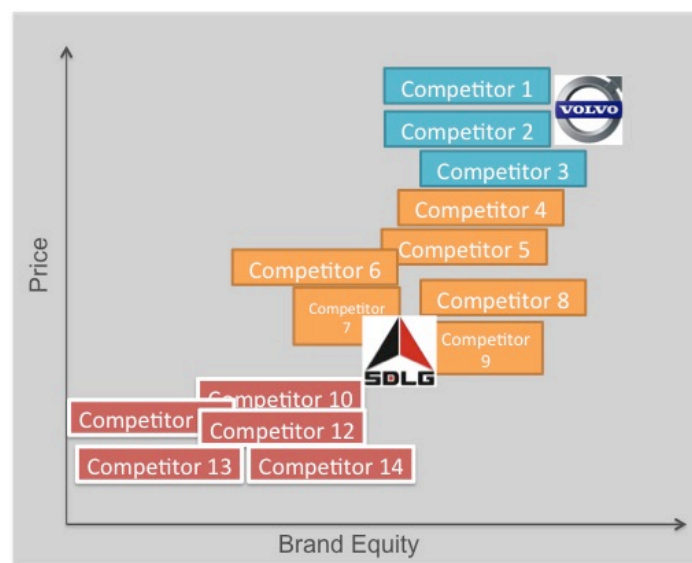 Competitor 1
VOLVO
Competitor 2
Competitor 3
Competitor 4
Competitor 5
Competitor 6
Competitor
7
Competitor 8
SDLG
Competitor
9
Competitor 10
Competitor
Competitor 12
Competitor 13
Competitor 14
Price
Brand Equity